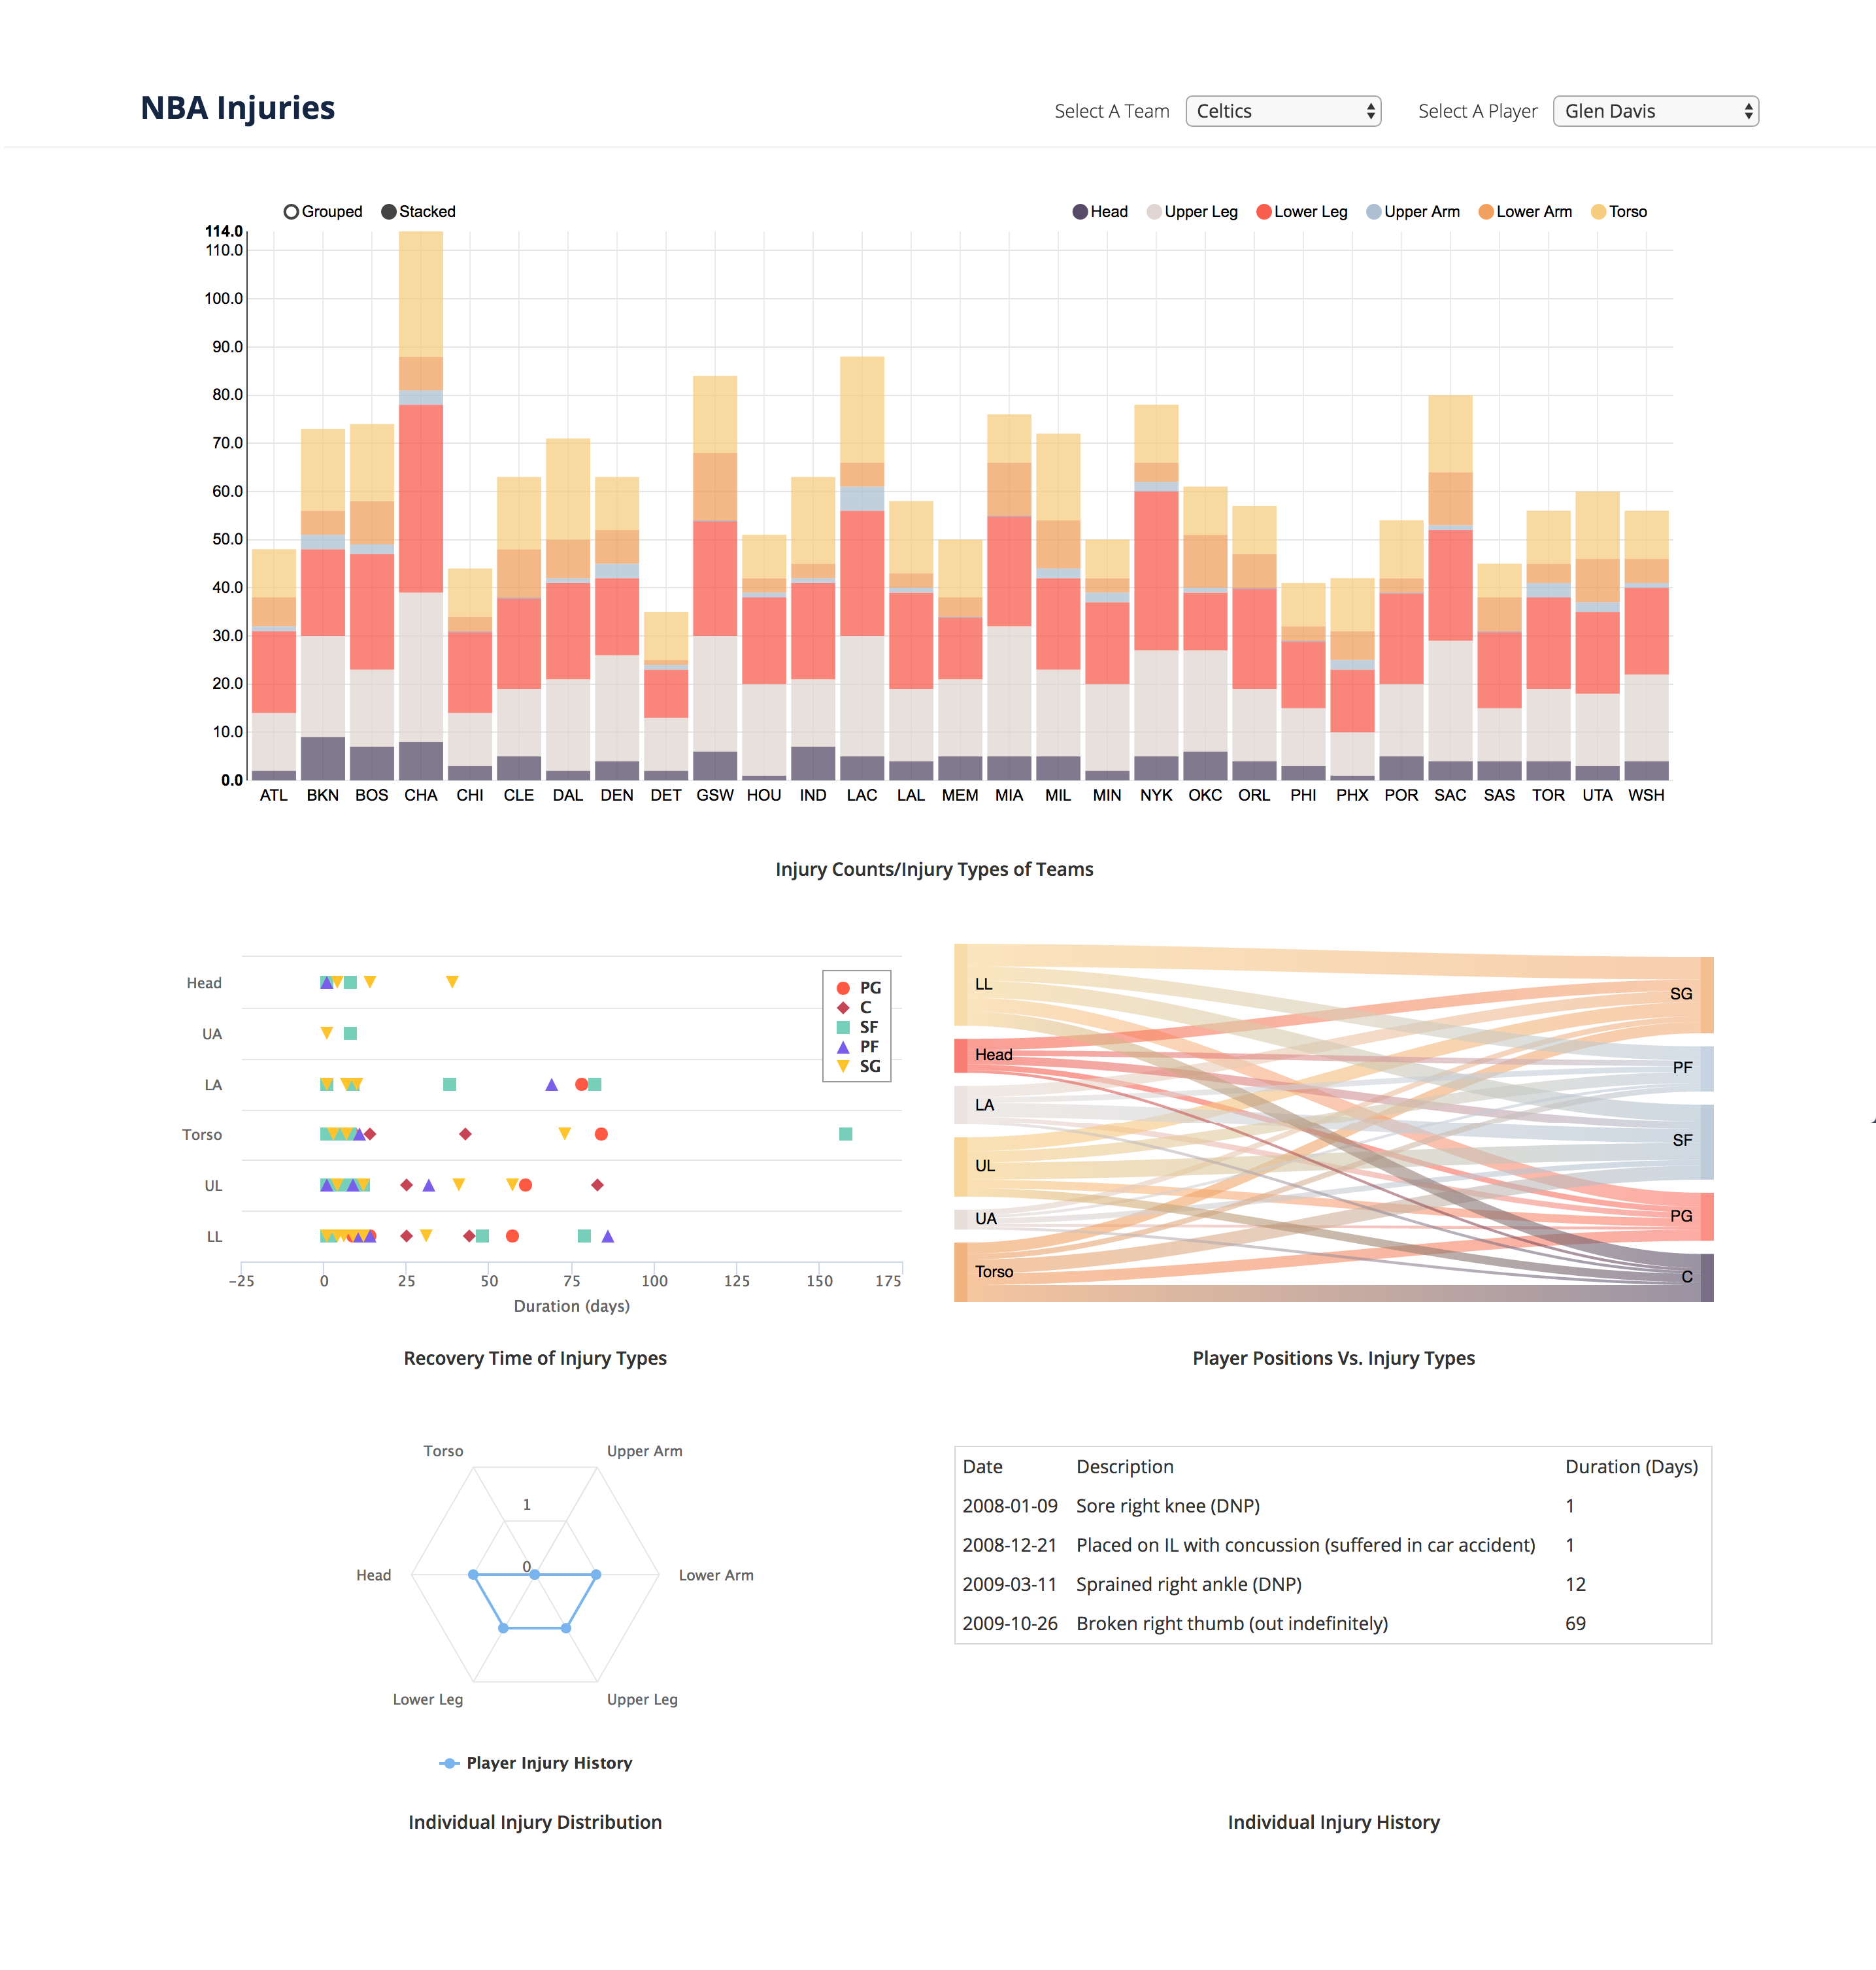 NBA Injuries
Select A Team Celtics Select A Player Glen Davis
Grouped Stacked Head Upper Leg Lower Leg Upper Arm Lower Arm Torso
114.0
110.0
100.0
90.0
80.0
70.0
60.0
50.0
40.0
30.0
20.0
10.0
0.0
ATL BKN BOS CHA CHI CLE DAL DEN DET GSW HOU IND LAC LAL MEM MIA MIL MIN NYK OKC ORL PHI PHX POR SAC SAS TOR UTA WSH
Injury Counts/Injury Types of Teams
Head
UA
LA
Torso
UL
LL
PG
C
SF
PF
SG
−25 0 25 50 75 100 125 150 175
Duration (days)
Recovery Time of Injury Types
LL
Head
LA
UL
UA
Torso
SG
PF
SF
PG
C
Player Positions Vs. Injury Types
Torso Upper Arm
1
0
Head Lower Arm
Lower Leg Upper Leg
Player Injury History
Individual Injury Distribution
Date Description Duration (Days)
2008-01-09 Sore right knee (DNP) 1
2008-12-21 Placed on IL with concussion (suffered in car accident) 1
2009-03-11 Sprained right ankle (DNP) 12
2009-10-26 Broken right thumb (out indefinitely) 69
Individual Injury History